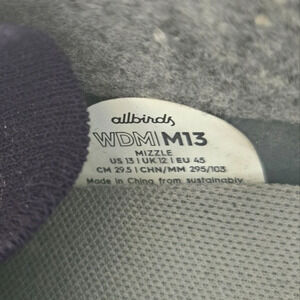 allbirds
WDM|M13
MIZZLE
US 13 | UK 12 | EU 45
CM 29.5 | CHN/MM 295/103
Made in China from sustainably